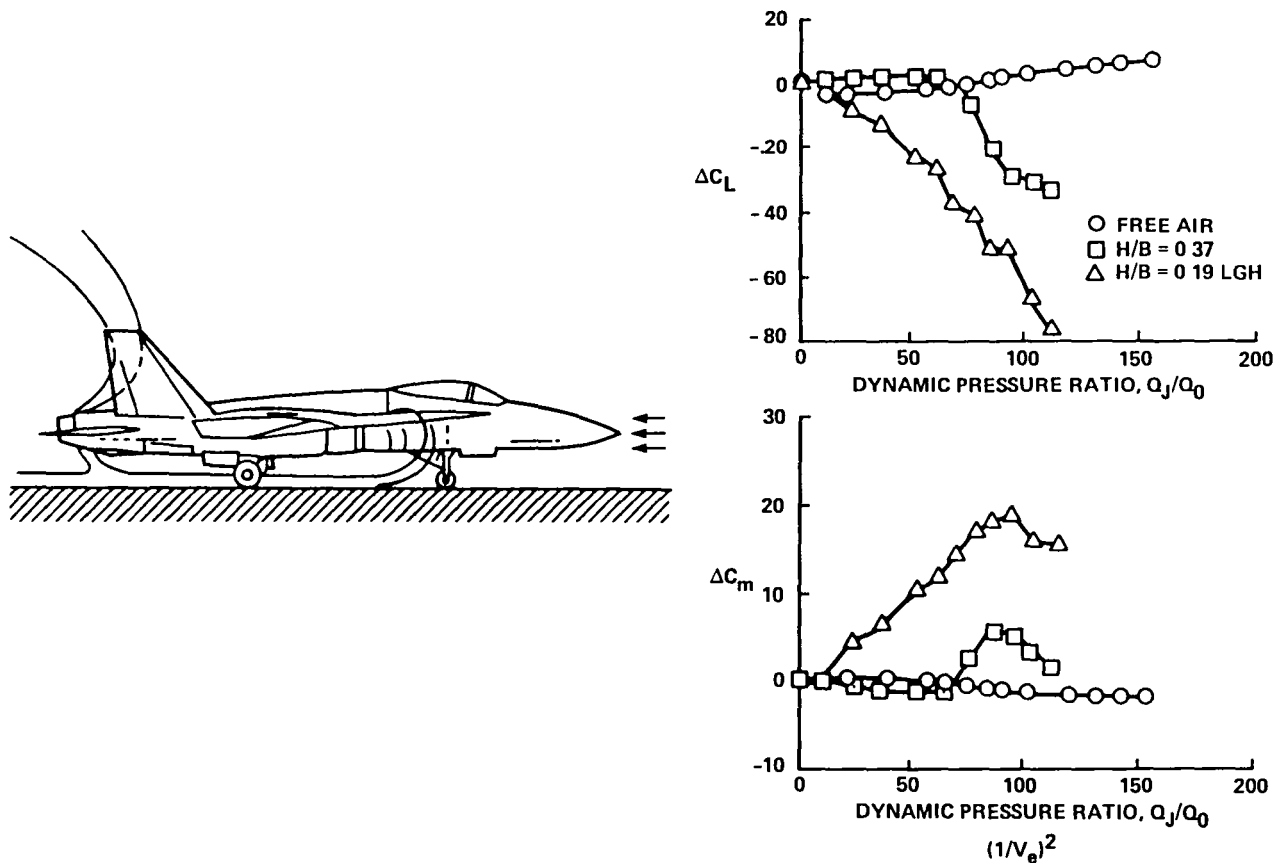 20
0
-.20
-40
-60
-80
ΔC_L
○ FREE AIR
□ H/B = 0 37
△ H/B = 0 19 LGH
0 50 100 150 200
DYNAMIC PRESSURE RATIO, Q_J/Q_0
30
20
10
0
-10
ΔC_m
0 50 100 150 200
DYNAMIC PRESSURE RATIO, Q_J/Q_0
(1/V_e)^2